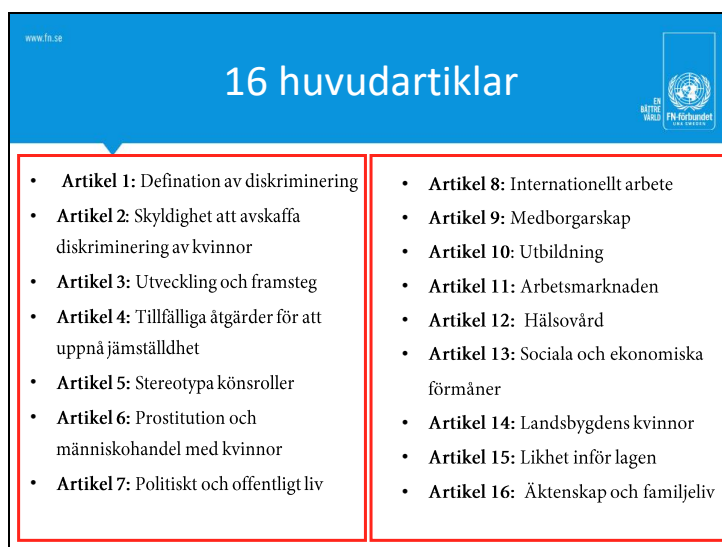 www.fn.se
16 huvudartiklar
EN
BÄTTRE
VÄRLD
FN-förbundet
UNA SWEDEN
• Artikel 1: Defination av diskriminering
• Artikel 2: Skyldighet att avskaffa
diskriminering av kvinnor
• Artikel 3: Utveckling och framsteg
• Artikel 4: Tillfälliga åtgärder för att
uppnå jämställdhet
• Artikel 5: Stereotypa könsroller
• Artikel 6: Prostitution och
människohandel med kvinnor
• Artikel 7: Politiskt och offentligt liv
• Artikel 8: Internationellt arbete
• Artikel 9: Medborgarskap
• Artikel 10: Utbildning
• Artikel 11: Arbetsmarknaden
• Artikel 12: Hälsovård
• Artikel 13: Sociala och ekonomiska
förmåner
• Artikel 14: Landsbygdens kvinnor
• Artikel 15: Likhet inför lagen
• Artikel 16: Äktenskap och familjeliv